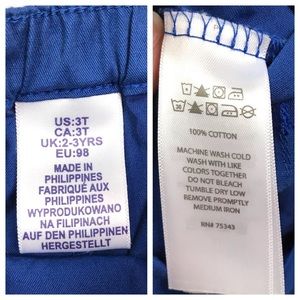 US:3T
CA:3T
UK:2-3YRS
EU:98
MADE IN
PHILIPPINES
FABRIQUÉ AUX
PHILIPPINES
WYPRODUKOWANO
NA FILIPINACH
AUF DEN PHILIPPINEN
HERGESTELLT
100% COTTON
MACHINE WASH COLD
WASH WITH LIKE
COLORS TOGETHER
DO NOT BLEACH
TUMBLE DRY LOW
REMOVE PROMPTLY
MEDIUM IRON
RN# 75343